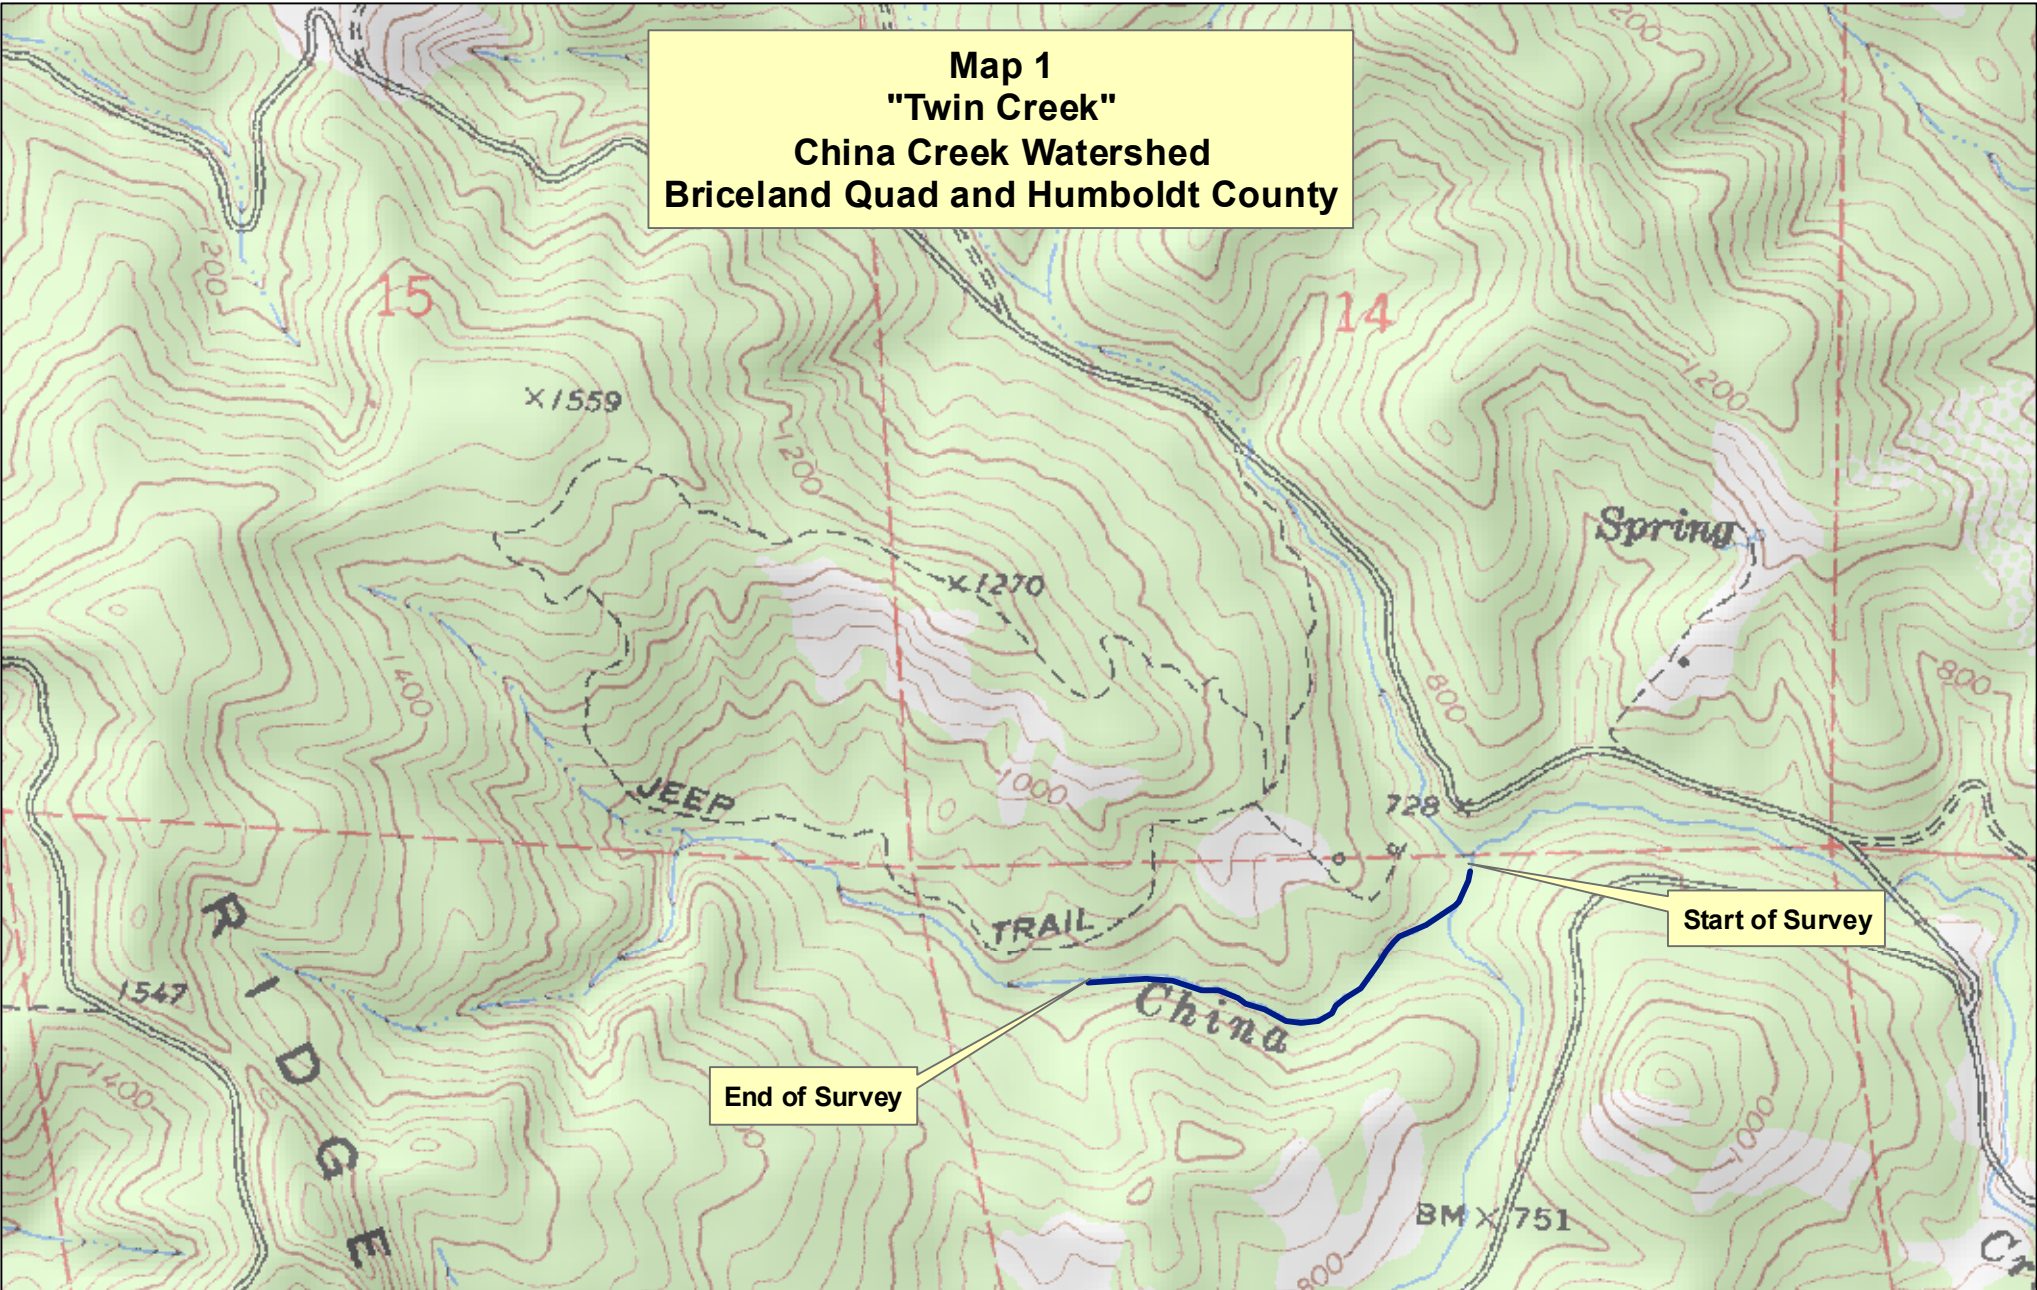 Map 1
"Twin Creek"
China Creek Watershed
Briceland Quad and Humboldt County
200
1200
15
14
1200
X1559
1200
Spring
X1270
1400
800
800
JEEP
1000
728 X
TRAIL
Start of Survey
RIDGE
1547
China
End of Survey
1400
1000
BM X 751
800